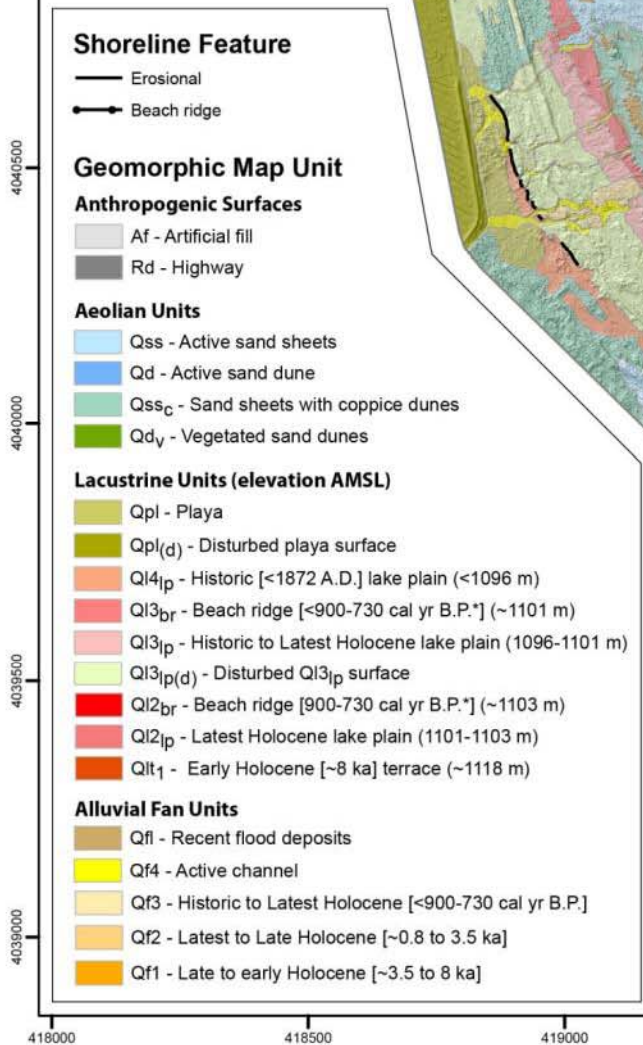 Shoreline Feature
Erosional
Beach ridge
Geomorphic Map Unit
Anthropogenic Surfaces
Af - Artificial fill
Rd - Highway
Aeolian Units
Qss - Active sand sheets
Qd - Active sand dune
Qssc - Sand sheets with coppice dunes
Qdv - Vegetated sand dunes
Lacustrine Units (elevation AMSL)
Qpl - Playa
Qpl(d) - Disturbed playa surface
Ql4lp - Historic [<1872 A.D.] lake plain (<1096 m)
Ql3br - Beach ridge [<900-730 cal yr B.P.*] (~1101 m)
Ql3lp - Historic to Latest Holocene lake plain (1096-1101 m)
Ql3lp(d) - Disturbed Ql3lp surface
Ql2br - Beach ridge [900-730 cal yr B.P.*] (~1103 m)
Ql2lp - Latest Holocene lake plain (1101-1103 m)
Qlt1 - Early Holocene [~8 ka] terrace (~1118 m)
Alluvial Fan Units
Qfl - Recent flood deposits
Qf4 - Active channel
Qf3 - Historic to Latest Holocene [<900-730 cal yr B.P.]
Qf2 - Latest to Late Holocene [~0.8 to 3.5 ka]
Qf1 - Late to early Holocene [~3.5 to 8 ka]
4040500
4040000
4039500
4039000
418000
418500
419000